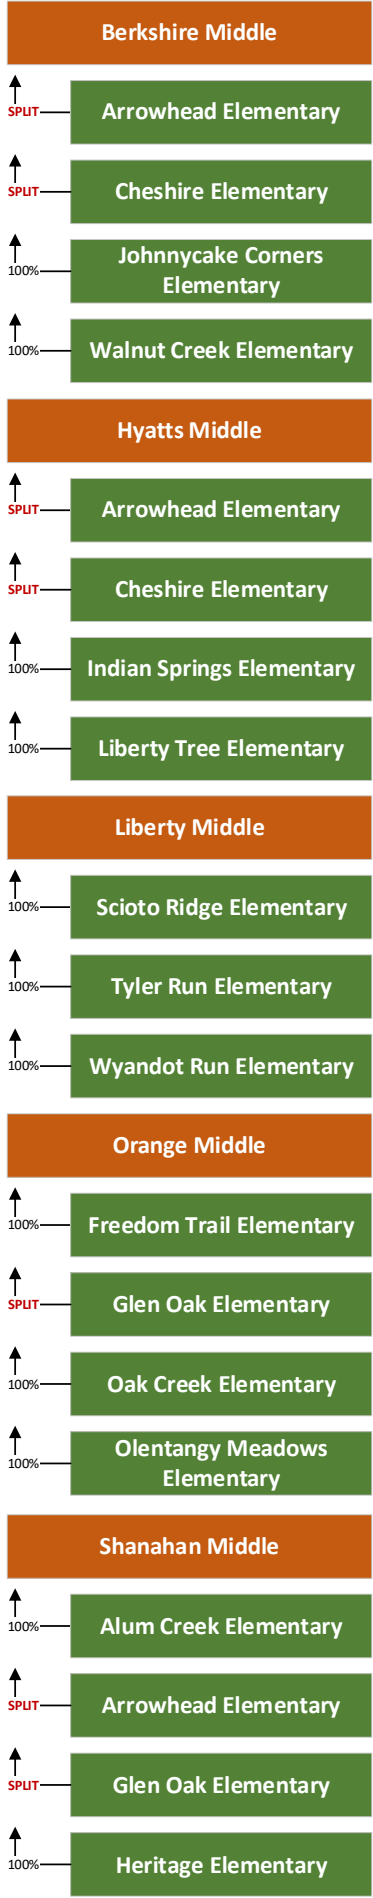 Berkshire Middle
SPLIT
Arrowhead Elementary
SPLIT
Cheshire Elementary
100%
Johnnycake Corners
Elementary
100%
Walnut Creek Elementary
Hyatts Middle
SPLIT
Arrowhead Elementary
SPLIT
Cheshire Elementary
100%
Indian Springs Elementary
100%
Liberty Tree Elementary
Liberty Middle
100%
Scioto Ridge Elementary
100%
Tyler Run Elementary
100%
Wyandot Run Elementary
Orange Middle
100%
Freedom Trail Elementary
SPLIT
Glen Oak Elementary
100%
Oak Creek Elementary
100%
Olentangy Meadows
Elementary
Shanahan Middle
100%
Alum Creek Elementary
SPLIT
Arrowhead Elementary
SPLIT
Glen Oak Elementary
100%
Heritage Elementary